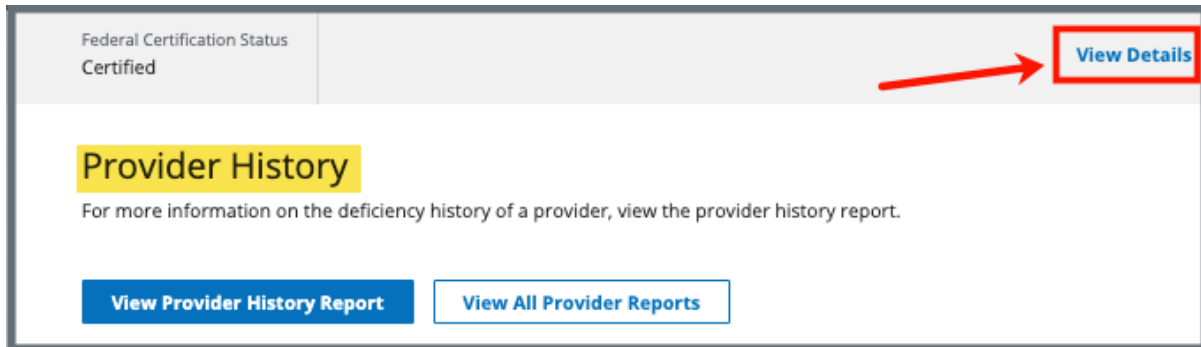 Federal Certification Status
Certified
View Details
Provider History
For more information on the deficiency history of a provider, view the provider history report.
View Provider History Report
View All Provider Reports